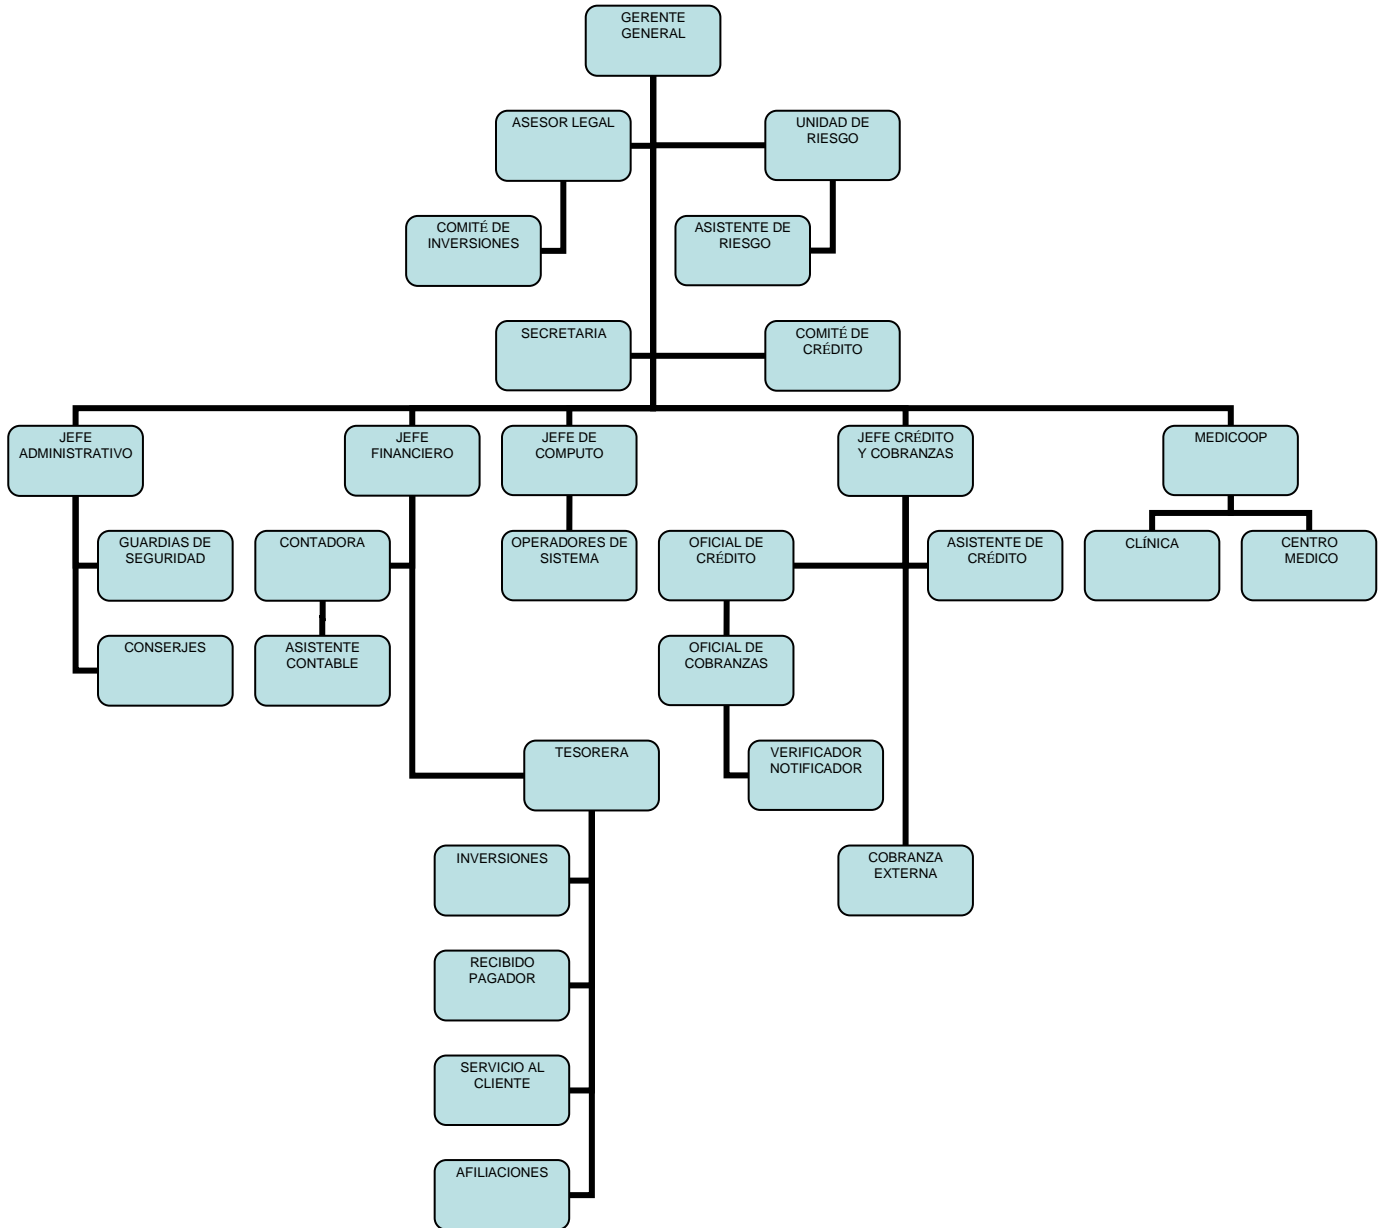 GERENTE
GENERAL
ASESOR LEGAL
UNIDAD DE
RIESGO
COMITÉ DE
INVERSIONES
ASISTENTE DE
RIESGO
SECRETARIA
COMITÉ DE
CRÉDITO
JEFE
ADMINISTRATIVO
JEFE
FINANCIERO
JEFE DE
COMPUTO
JEFE CRÉDITO
Y COBRANZAS
MEDICOOP
GUARDIAS DE
SEGURIDAD
CONTADORA
OPERADORES DE
SISTEMA
OFICIAL DE
CRÉDITO
ASISTENTE DE
CRÉDITO
CLÍNICA
CENTRO
MEDICO
CONSERJES
ASISTENTE
CONTABLE
OFICIAL DE
COBRANZAS
TESORERA
VERIFICADOR
NOTIFICADOR
INVERSIONES
COBRANZA
EXTERNA
RECIBIDO
PAGADOR
SERVICIO AL
CLIENTE
AFILIACIONES